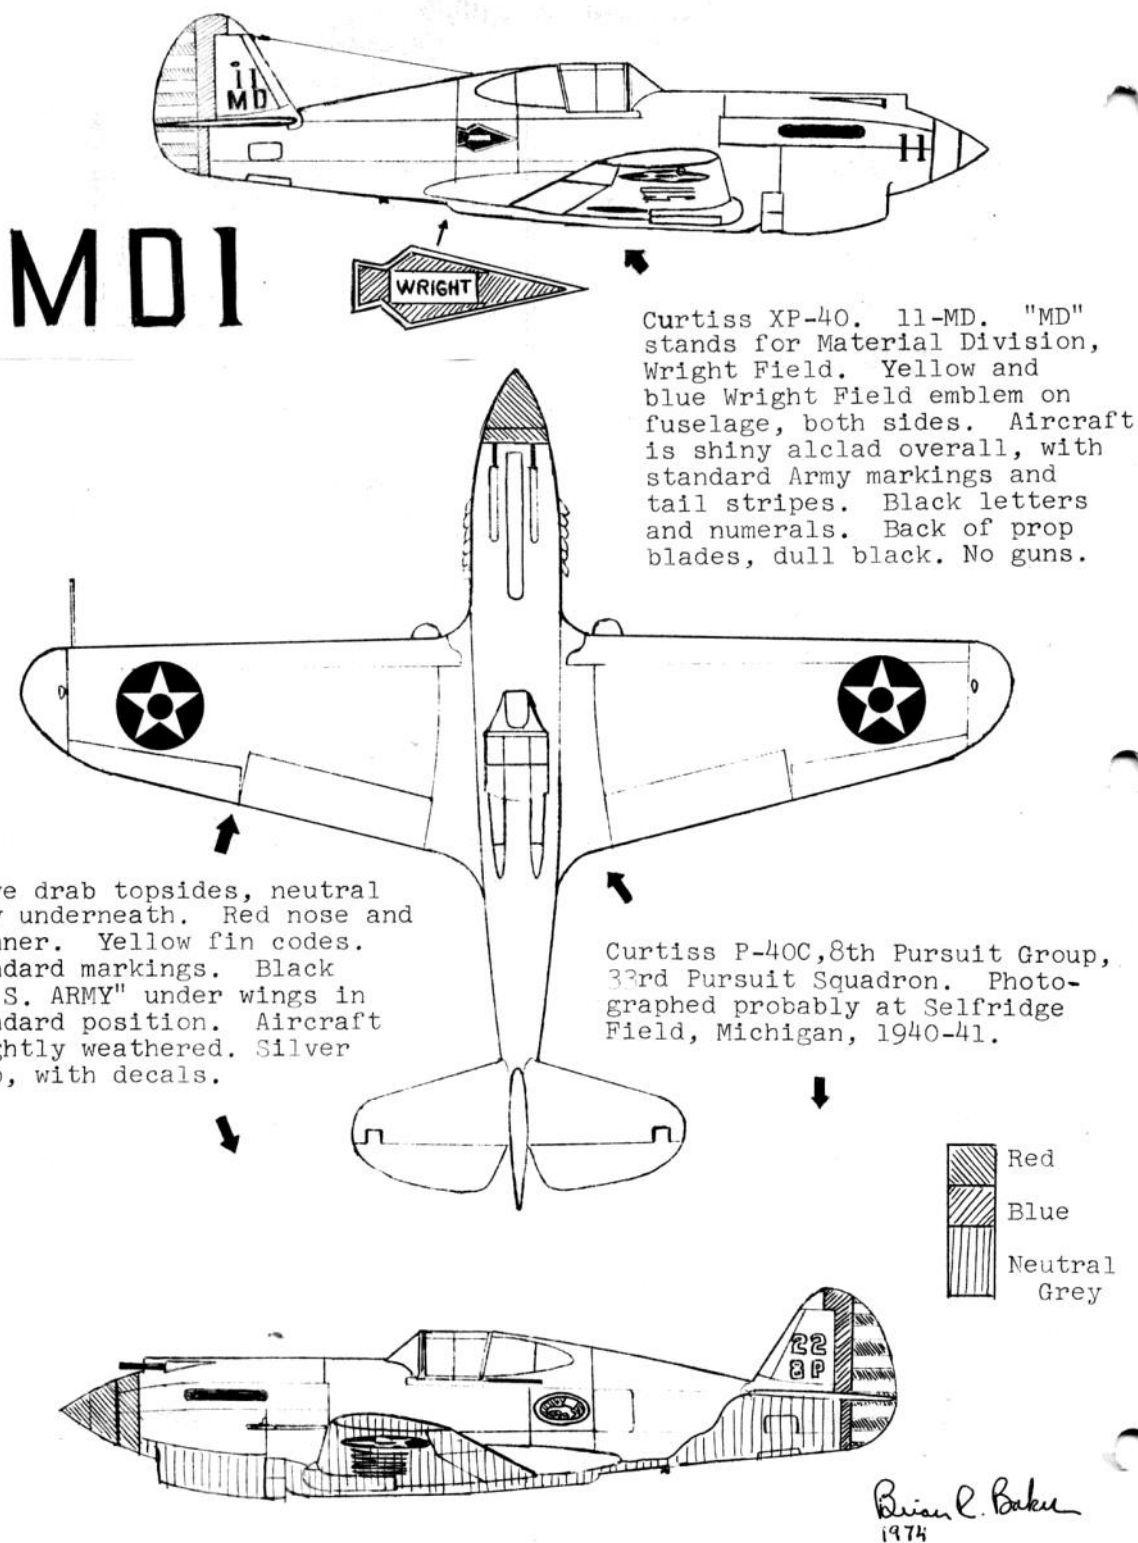 11
MD
11
MD1
WRIGHT
Curtiss XP-40. 11-MD. "MD"
stands for Material Division,
Wright Field. Yellow and
blue Wright Field emblem on
fuselage, both sides. Aircraft
is shiny alclad overall, with
standard Army markings and
tail stripes. Black letters
and numerals. Back of prop
blades, dull black. No guns.
drab topsides, neutral
underneath. Red nose and
Yellow fin codes.
markings. Black
S. ARMY" under wings in
position. Aircraft
weathered. Silver
with decals.
Curtiss P-40C,8th Pursuit Group,
33rd Pursuit Squadron. Photo-
graphed probably at Selfridge
Field, Michigan, 1940-41.
Red
Blue
Neutral
Grey
22
8P
Brian R. Baker
1974